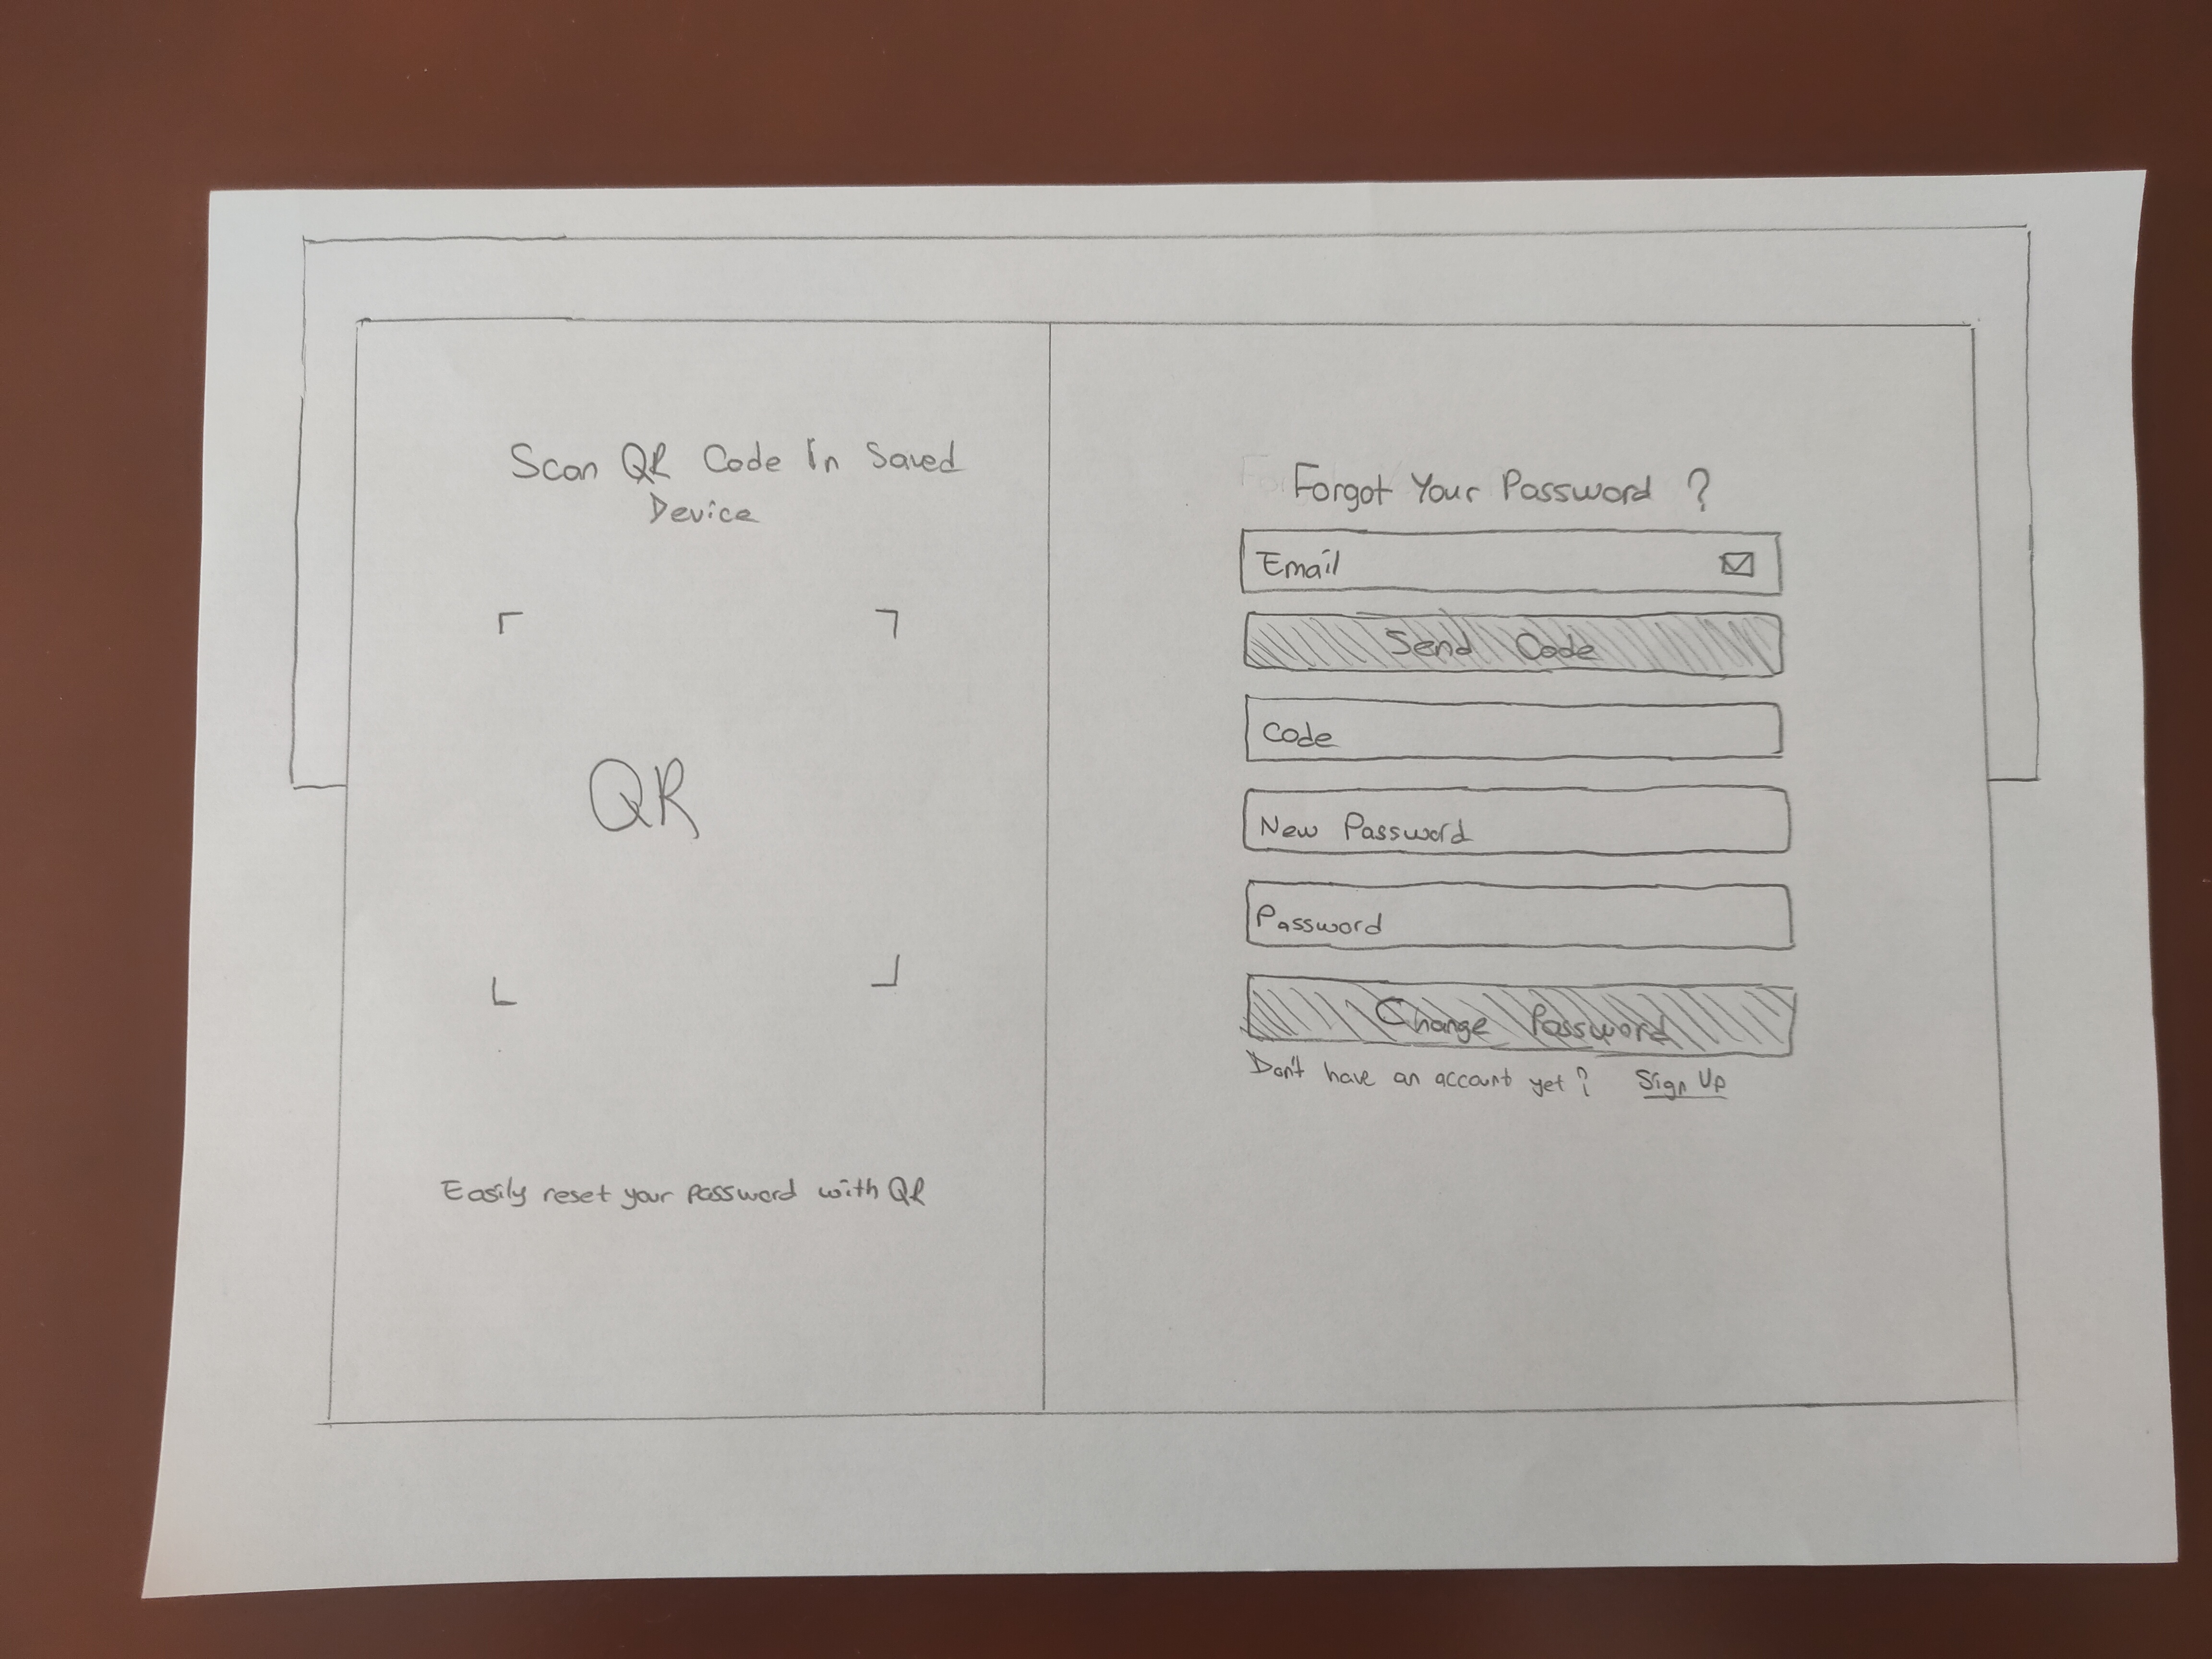 Scan QR Code In Saved
Device
QR
Easily reset your password with QR
Forgot Your Password ?
Email
Send Code
Code
New Password
Password
Change Password
Don't have an account yet? Sign Up